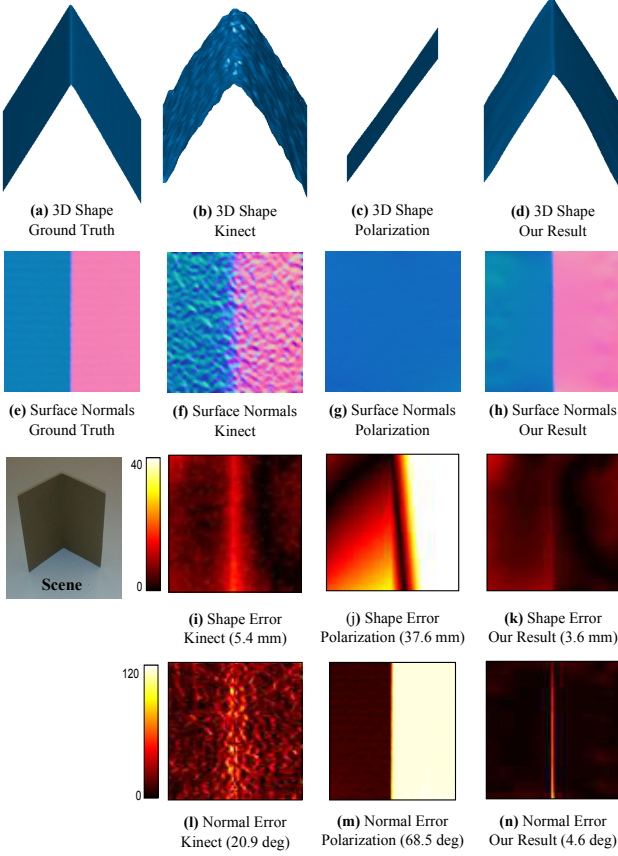 (a) 3D Shape
Ground Truth
(b) 3D Shape
Kinect
(c) 3D Shape
Polarization
(d) 3D Shape
Our Result
(e) Surface Normals
Ground Truth
(f) Surface Normals
Kinect
(g) Surface Normals
Polarization
(h) Surface Normals
Our Result
Scene
40
0
(i) Shape Error
Kinect (5.4 mm)
(j) Shape Error
Polarization (37.6 mm)
(k) Shape Error
Our Result (3.6 mm)
120
0
(l) Normal Error
Kinect (20.9 deg)
(m) Normal Error
Polarization (68.5 deg)
(n) Normal Error
Our Result (4.6 deg)